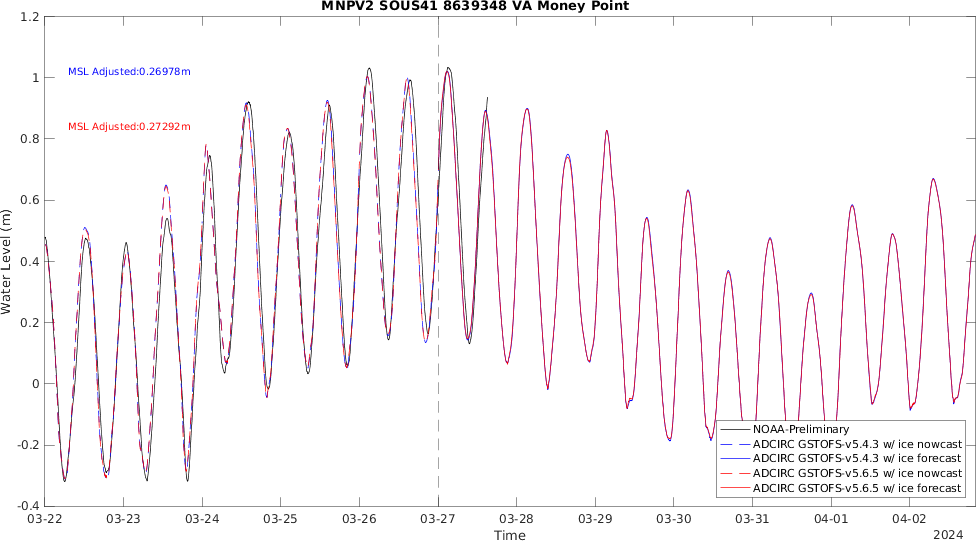 MNPV2 SOUS41 8639348 VA Money Point
1.2
1
0.8
0.6
0.4
0.2
0
-0.2
-0.4
Water Level (m)
MSL Adjusted:0.26978m
MSL Adjusted:0.27292m
NOAA-Preliminary
ADCIRC GSTOFS-v5.4.3 w/ ice nowcast
ADCIRC GSTOFS-v5.4.3 w/ ice forecast
ADCIRC GSTOFS-v5.6.5 w/ ice nowcast
ADCIRC GSTOFS-v5.6.5 w/ ice forecast
03-22 03-23 03-24 03-25 03-26 03-27 03-28 03-29 03-30 03-31 04-01 04-02
Time
2024